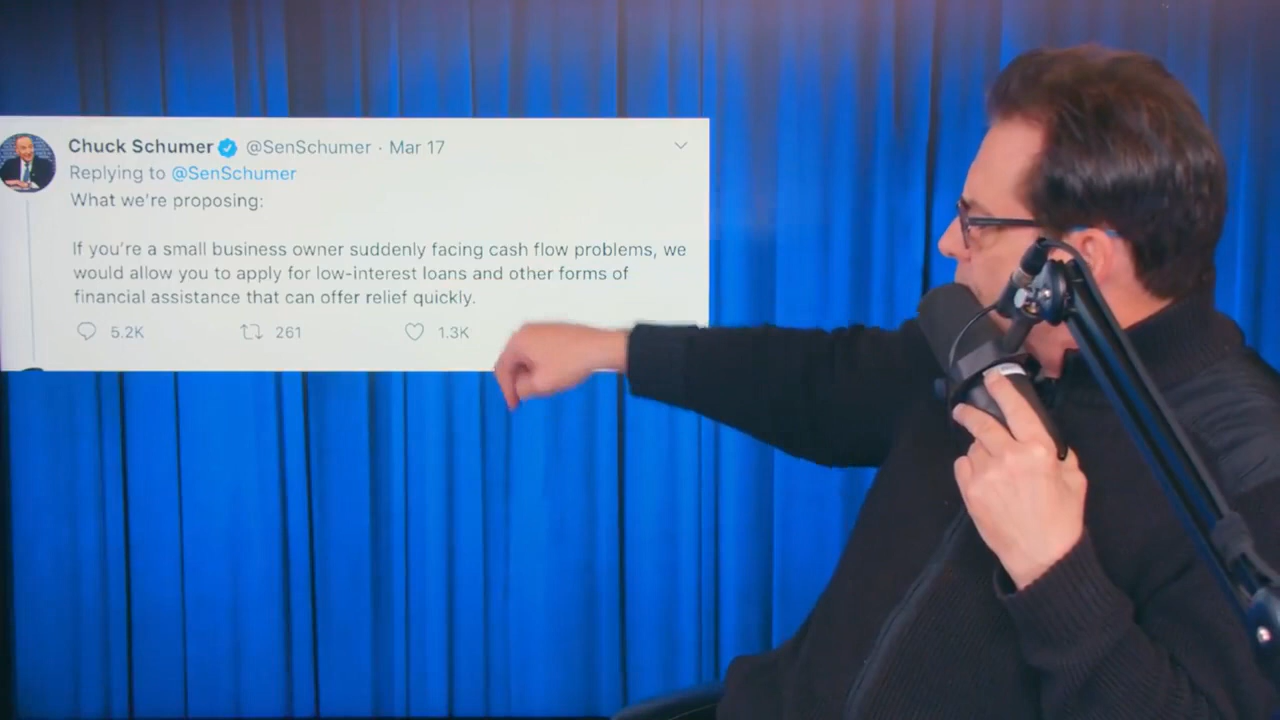 Chuck Schumer @SenSchumer · Mar 17
Replying to @SenSchumer
What we're proposing:
If you're a small business owner suddenly facing cash flow problems, we
would allow you to apply for low-interest loans and other forms of
financial assistance that can offer relief quickly.
5.2K 261 1.3K